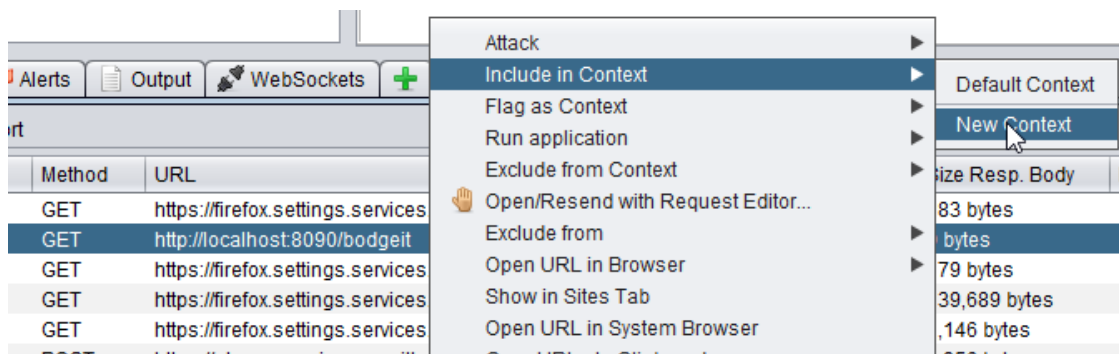 Attack
Alerts Output WebSockets Include in Context Default Context
Flag as Context
Run application New Context
Exclude from Context
Method URL Size Resp. Body
Open/Resend with Request Editor...
GET https://firefox.settings.services 83 bytes
Exclude from
GET http://localhost:8090/bodgeit bytes
Open URL in Browser
GET https://firefox.settings.services 79 bytes
Show in Sites Tab
GET https://firefox.settings.services 39,689 bytes
Open URL in System Browser
GET https://firefox.settings.services ,146 bytes